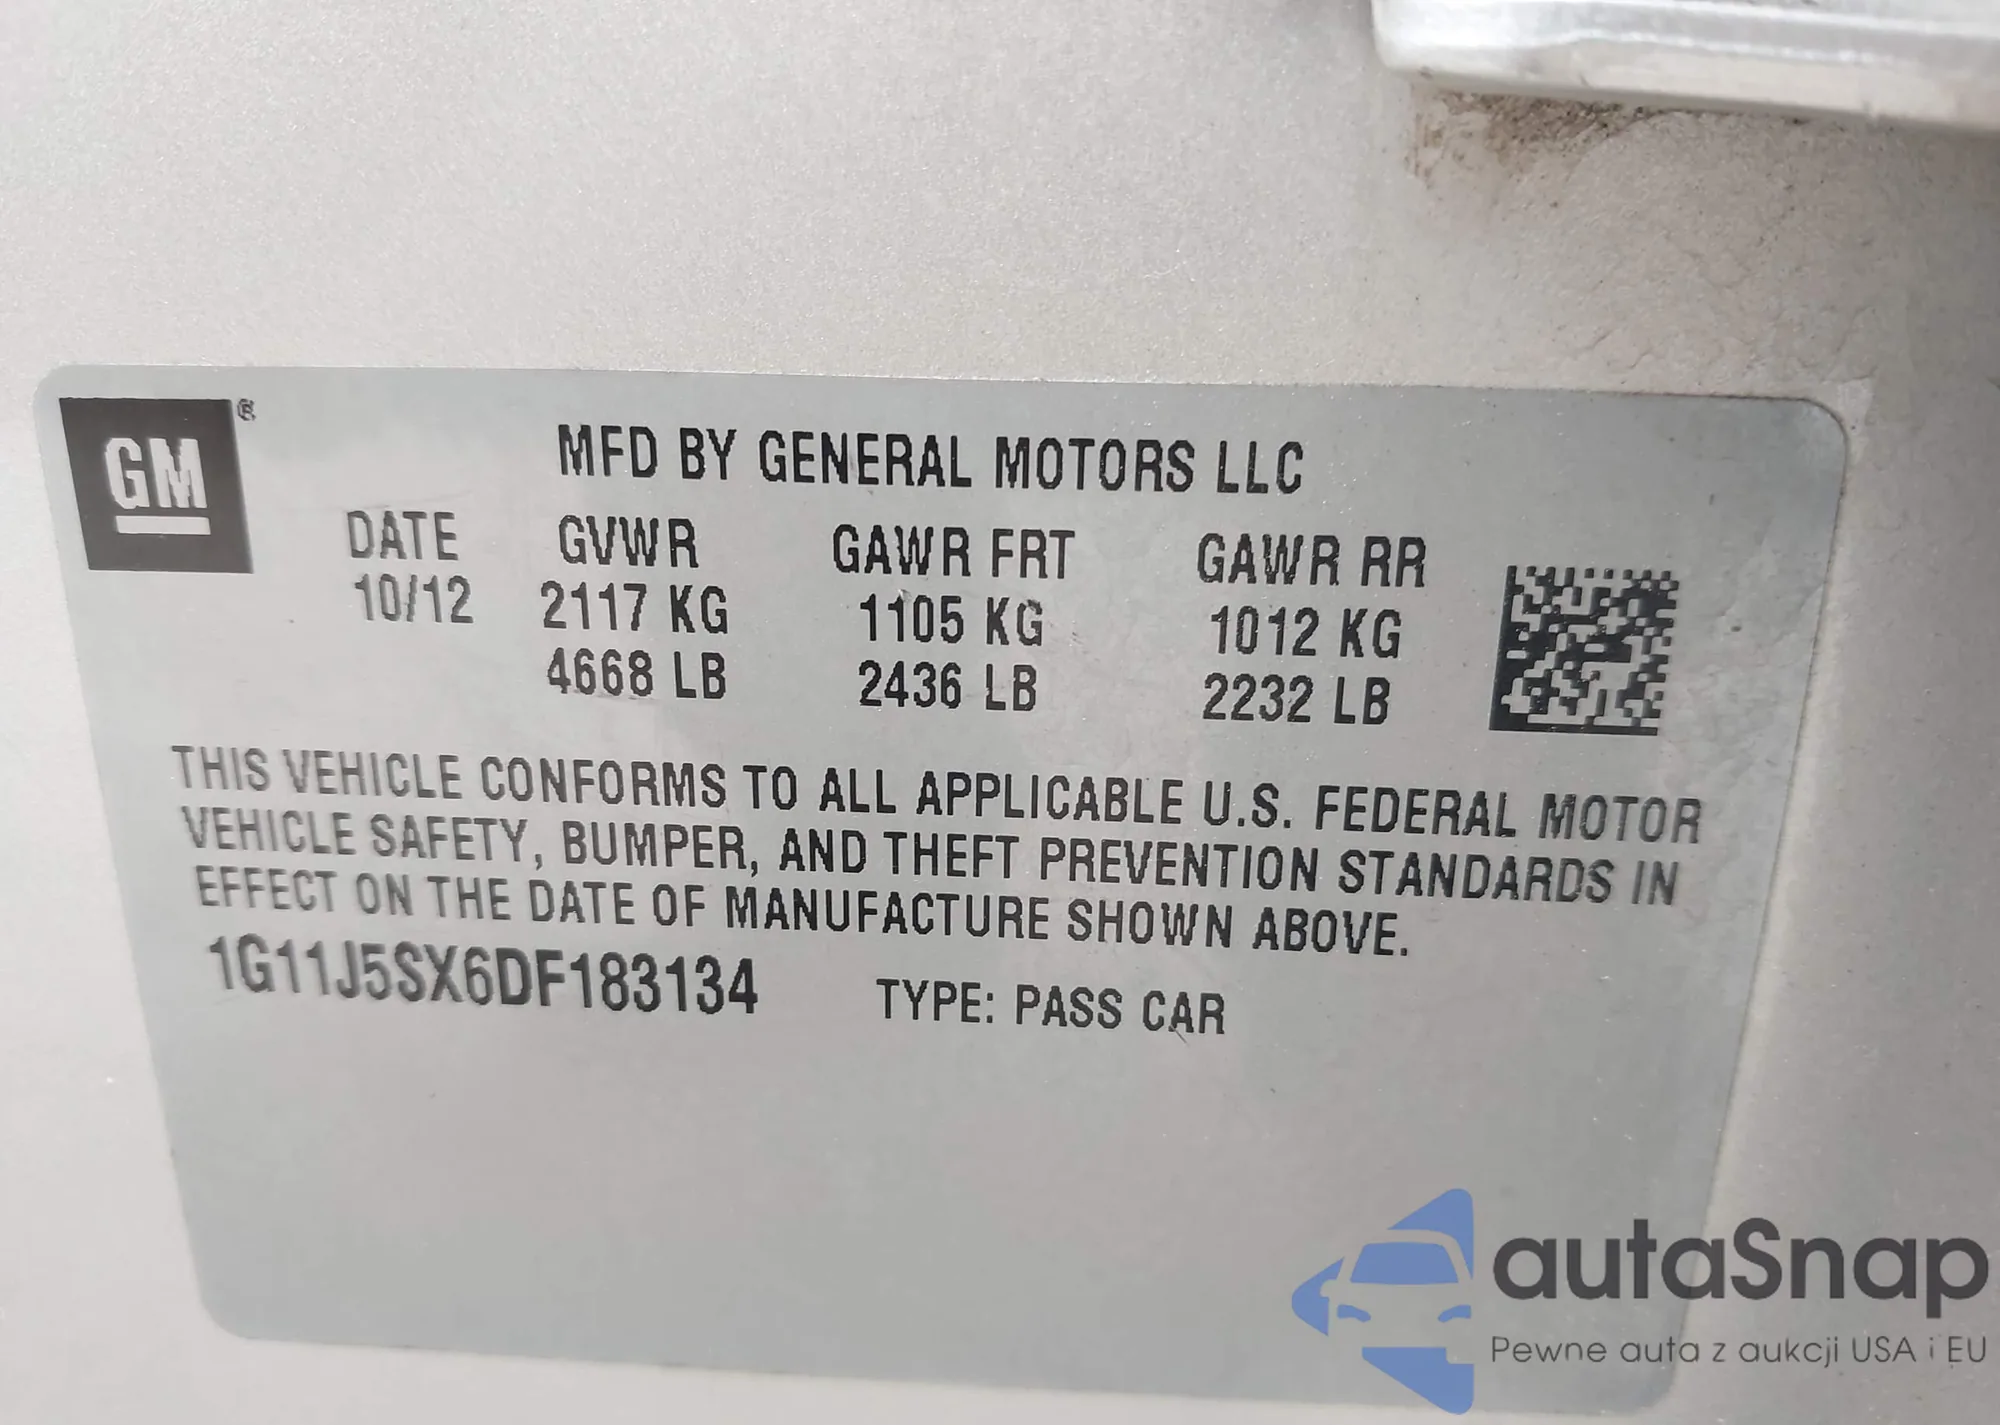 GM ®
MFD BY GENERAL MOTORS LLC
DATE GVWR GAWR FRT GAWR RR
10/12 2117 KG 1105 KG 1012 KG
4668 LB 2436 LB 2232 LB
THIS VEHICLE CONFORMS TO ALL APPLICABLE U.S. FEDERAL MOTOR
VEHICLE SAFETY, BUMPER, AND THEFT PREVENTION STANDARDS IN
EFFECT ON THE DATE OF MANUFACTURE SHOWN ABOVE.
1G11J5SX6DF183134 TYPE: PASS CAR
autaSnap
Pewne auta z aukcji USA i EU